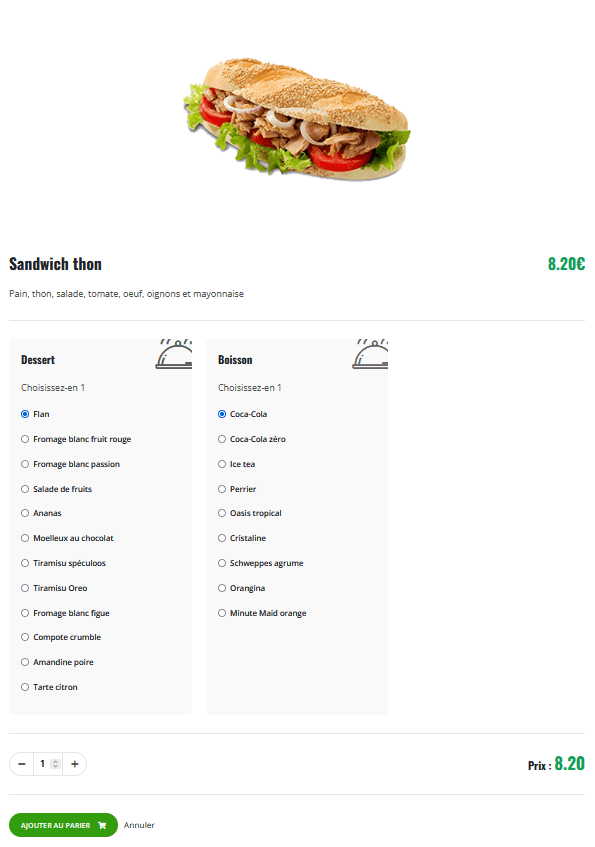 Sandwich thon 8.20€
Pain, thon, salade, tomate, oeuf, oignons et mayonnaise
Dessert
Choisissez-en 1
Flan
Fromage blanc fruit rouge
Fromage blanc passion
Salade de fruits
Ananas
Moelleux au chocolat
Tiramisu spéculoos
Tiramisu Oreo
Fromage blanc figue
Compote crumble
Amandine poire
Tarte citron
Boisson
Choisissez-en 1
Coca-Cola
Coca-Cola zéro
Ice tea
Perrier
Oasis tropical
Cristaline
Schweppes agrume
Orangina
Minute Maid orange
− 1 +
Prix : 8.20
AJOUTER AU PARIER Annuler